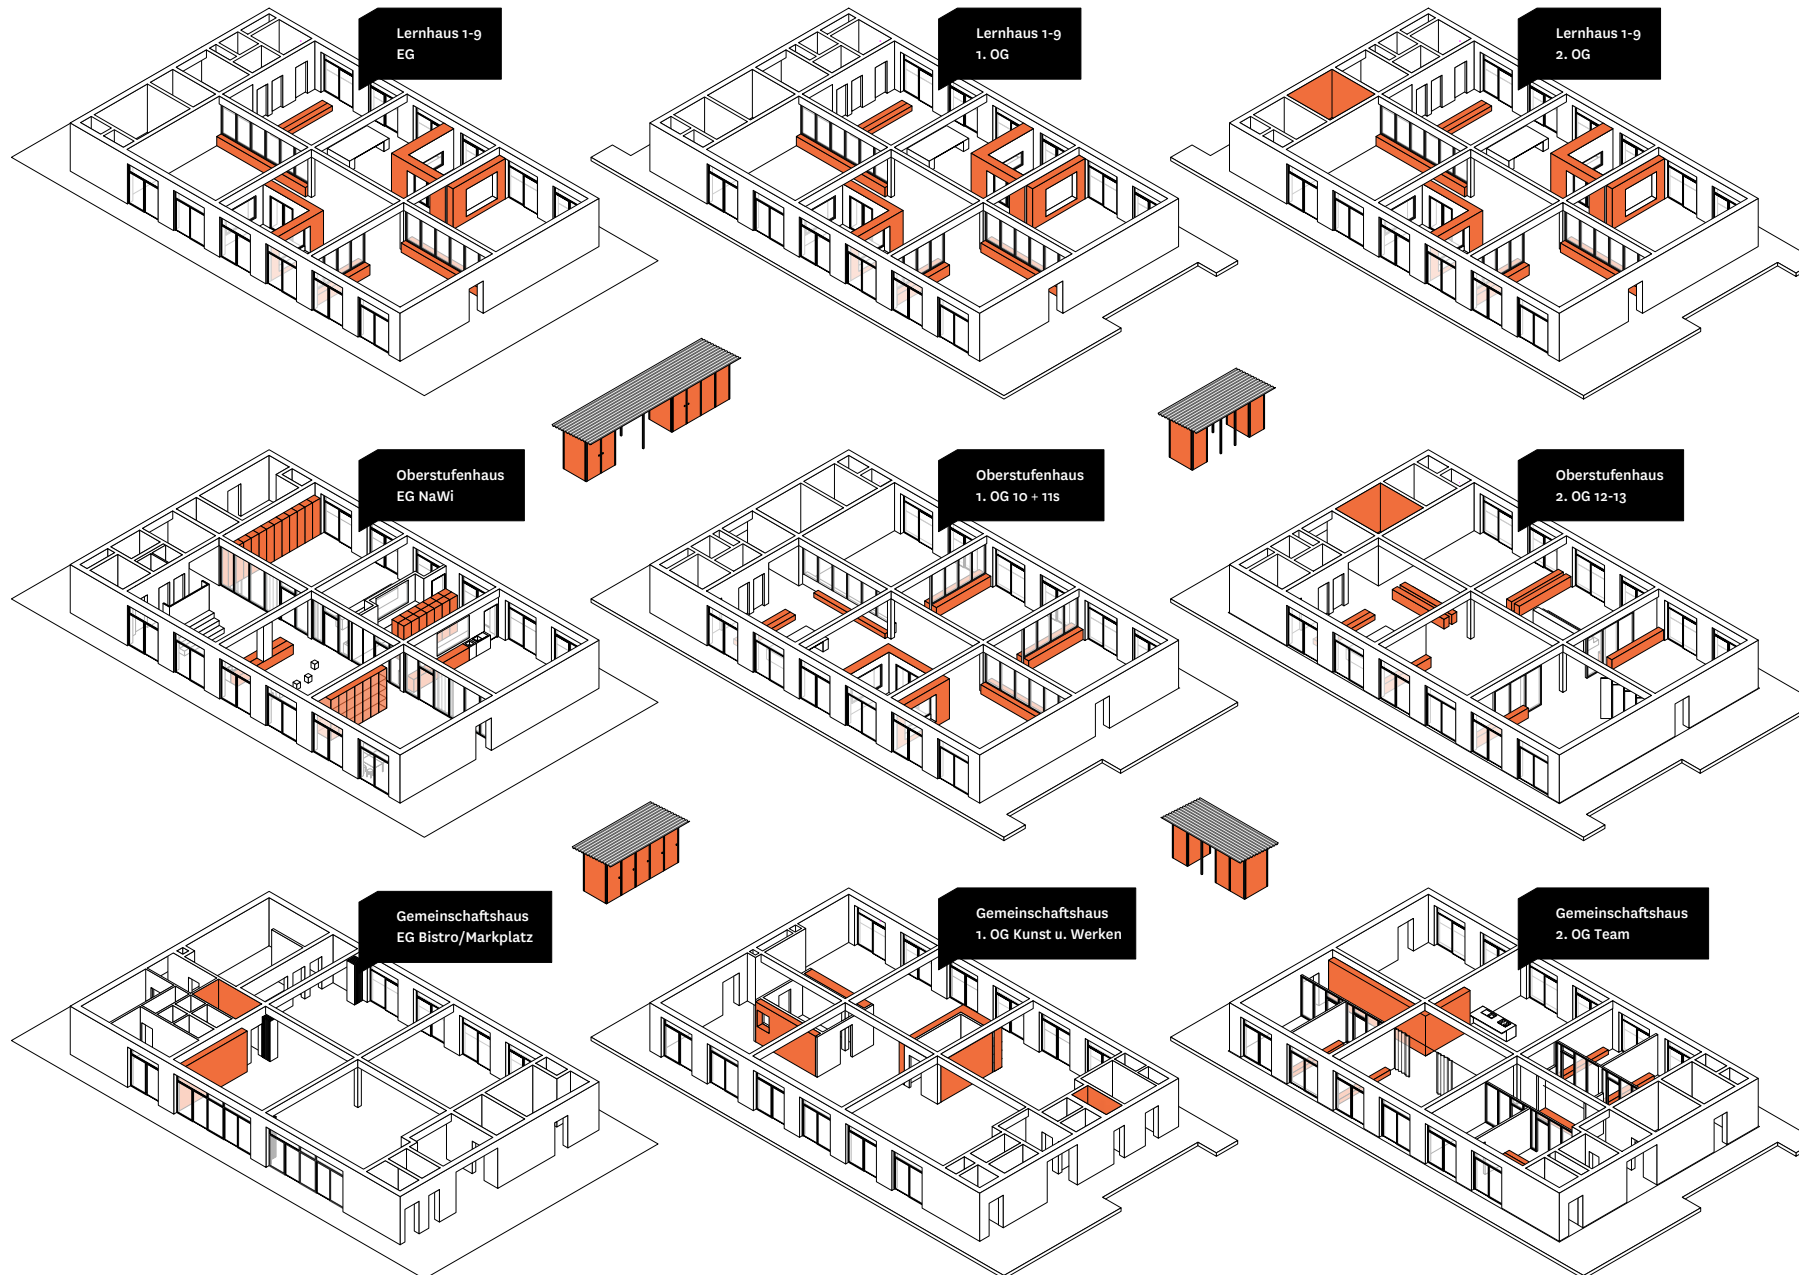 Lernhaus 1-9
EG
Lernhaus 1-9
1. OG
Lernhaus 1-9
2. OG
Oberstufenhaus
EG NaWi
Oberstufenhaus
1. OG 10 + 11s
Oberstufenhaus
2. OG 12-13
Gemeinschaftshaus
EG Bistro/Markplatz
Gemeinschaftshaus
1. OG Kunst u. Werken
Gemeinschaftshaus
2. OG Team